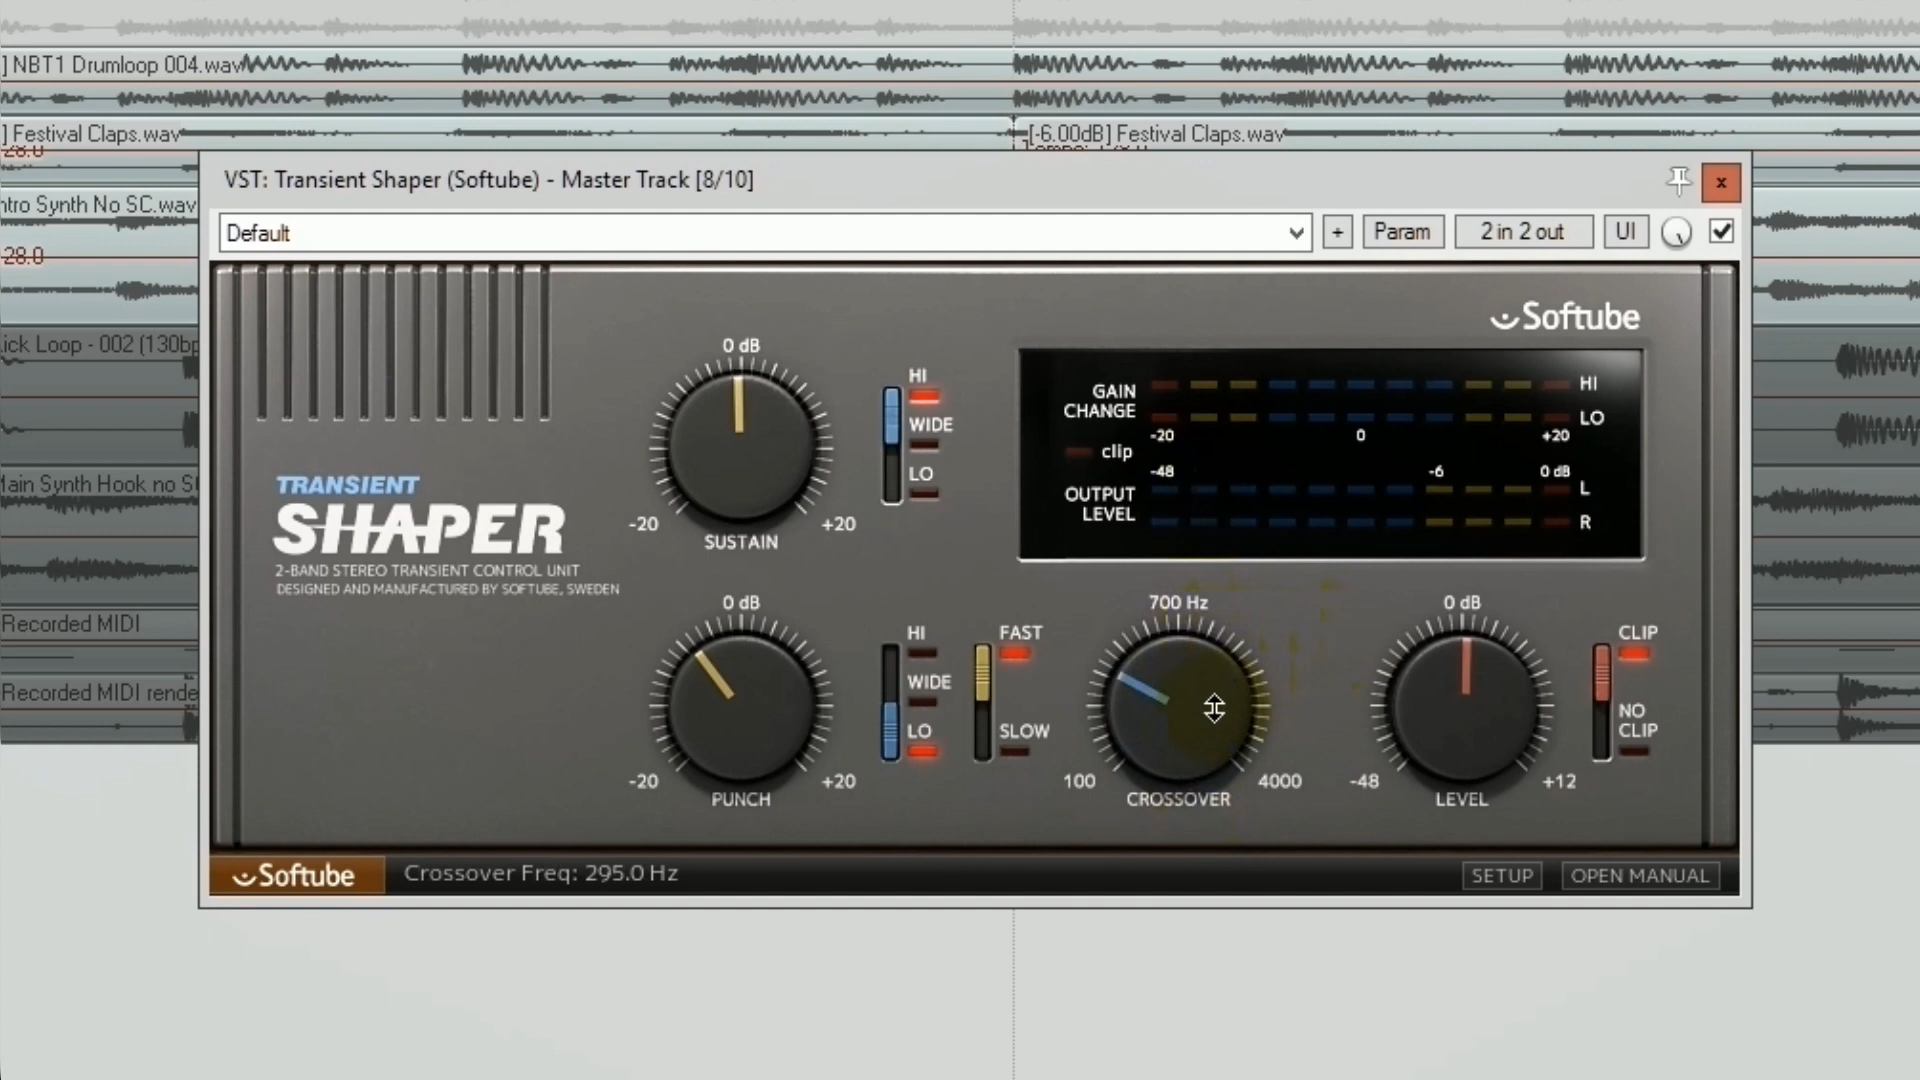 ] NBT1 Drumloop 004.wav
] Festival Claps.wav
[-6.00dB] Festival Claps.wav
28.0
VST: Transient Shaper (Softube) - Master Track [8/10]
x
ntro Synth No SC.wav
Default
+
Param
2 in 2 out
UI
28.0
Softube
ick Loop - 002 (130bp
0 dB
HI
WIDE
LO
-20
+20
SUSTAIN
GAIN
CHANGE
HI
LO
-20
0
+20
clip
-48
-6
0 dB
OUTPUT
LEVEL
L
R
TRANSIENT
SHAPER
2-BAND STEREO TRANSIENT CONTROL UNIT
DESIGNED AND MANUFACTURED BY SOFTUBE, SWEDEN
Main Synth Hook no S
Recorded MIDI
Recorded MIDI rende
0 dB
-20
+20
PUNCH
HI
WIDE
LO
FAST
SLOW
700 Hz
100
4000
CROSSOVER
0 dB
-48
+12
LEVEL
CLIP
NO
CLIP
Softube
Crossover Freq: 295.0 Hz
SETUP
OPEN MANUAL